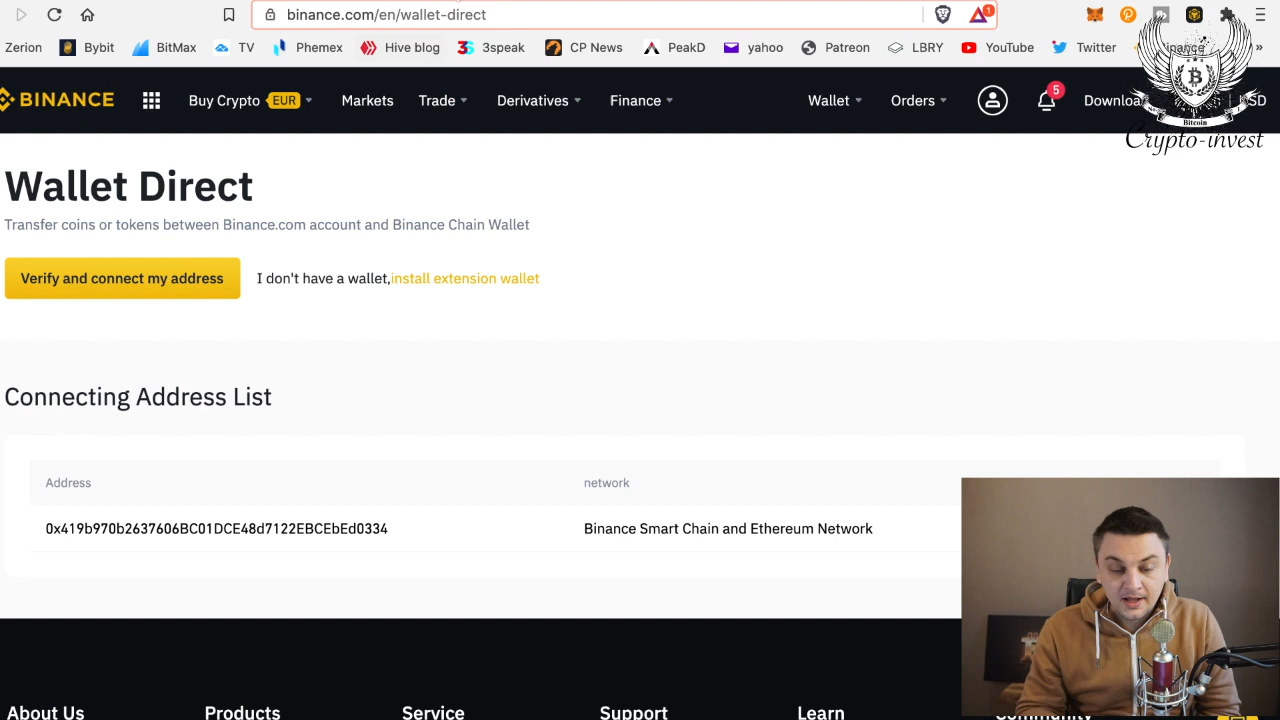 binance.com/en/wallet-direct
1
Zerion Bybit BitMax TV Phemex Hive blog 3speak CP News PeakD yahoo Patreon LBRY YouTube Twitter »
BINANCE Buy Crypto EUR Markets Trade Derivatives Finance Wallet Orders 5
Bitcoin
Crypto-invest
Wallet Direct
Transfer coins or tokens between Binance.com account and Binance Chain Wallet
Verify and connect my address I don't have a wallet,install extension wallet
Connecting Address List
Address network
0x419b970b2637606BC01DCE48d7122EBCEbEd0334 Binance Smart Chain and Ethereum Network
About Us Products Service Support Learn Community